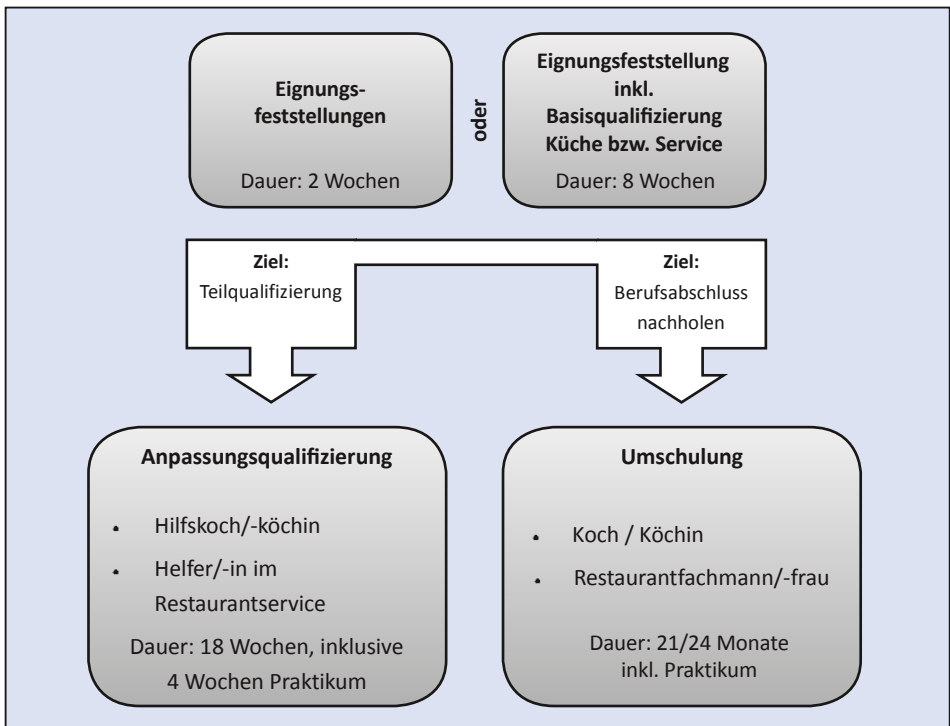 Eignungs-
feststellungen
Dauer: 2 Wochen
oder
Eignungsfeststellung
inkl.
Basisqualifizierung
Küche bzw. Service
Dauer: 8 Wochen
Ziel:
Teilqualifizierung
Ziel:
Berufsabschluss
nachholen
Anpassungsqualifizierung
• Hilfskoch/-köchin
• Helfer/-in im
Restaurantservice
Dauer: 18 Wochen, inklusive
4 Wochen Praktikum
Umschulung
• Koch / Köchin
• Restaurantfachmann/-frau
Dauer: 21/24 Monate
inkl. Praktikum